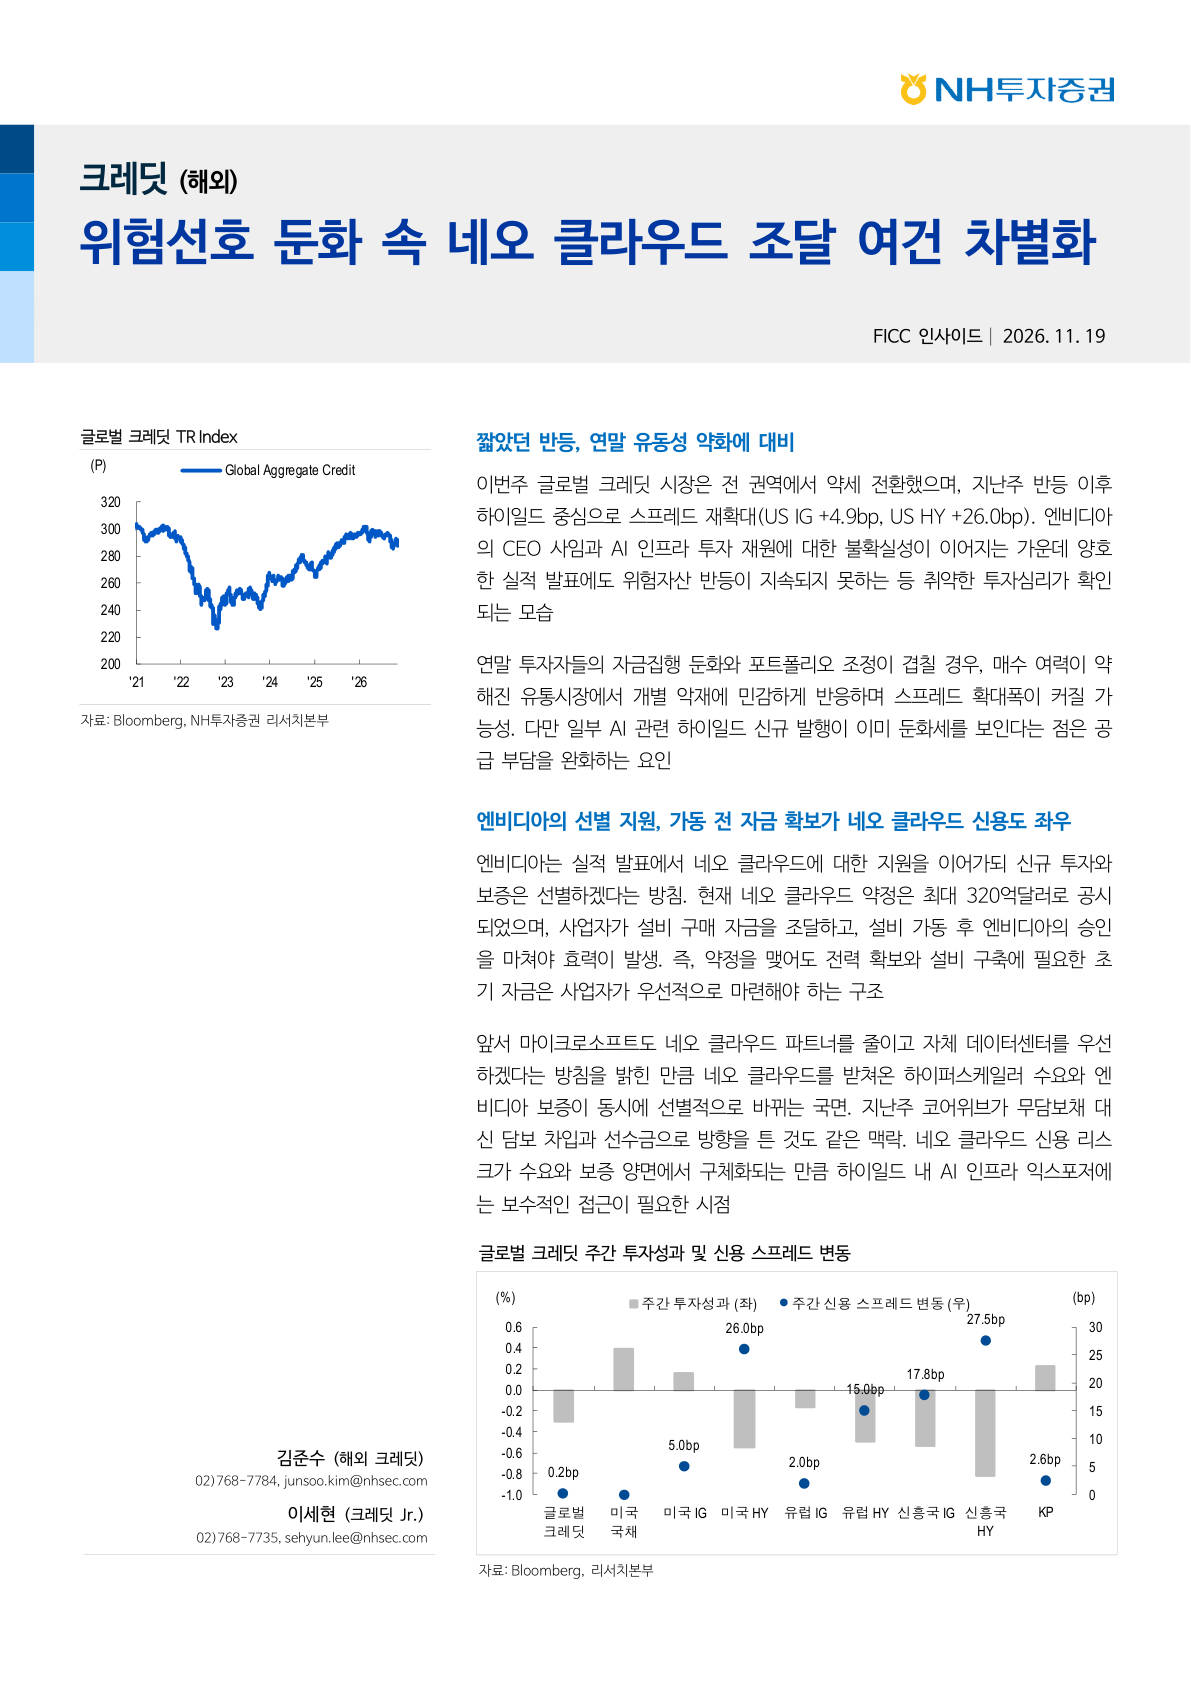 NH투자증권
크레딧 (해외)
위험선호 둔화 속 네오 클라우드 조달 여건 차별화
FICC 인사이드│ 2026. 11. 19
글로벌 크레딧 TR Index
(P)
Global Aggregate Credit
320
300
280
260
240
220
200
'21 '22 '23 '24 '25 '26
자료: Bloomberg, NH투자증권 리서치본부
짧았던 반등, 연말 유동성 약화에 대비
이번주 글로벌 크레딧 시장은 전 권역에서 약세 전환했으며, 지난주 반등 이후
하이일드 중심으로 스프레드 재확대(US IG +4.9bp, US HY +26.0bp). 엔비디아
의 CEO 사임과 AI 인프라 투자 재원에 대한 불확실성이 이어지는 가운데 양호
한 실적 발표에도 위험자산 반등이 지속되지 못하는 등 취약한 투자심리가 확인
되는 모습
연말 투자자들의 자금집행 둔화와 포트폴리오 조정이 겹칠 경우, 매수 여력이 약
해진 유통시장에서 개별 악재에 민감하게 반응하며 스프레드 확대폭이 커질 가
능성. 다만 일부 AI 관련 하이일드 신규 발행이 이미 둔화세를 보인다는 점은 공
급 부담을 완화하는 요인
엔비디아의 선별 지원, 가동 전 자금 확보가 네오 클라우드 신용도 좌우
엔비디아는 실적 발표에서 네오 클라우드에 대한 지원을 이어가되 신규 투자와
보증은 선별하겠다는 방침. 현재 네오 클라우드 약정은 최대 320억달러로 공시
되었으며, 사업자가 설비 구매 자금을 조달하고, 설비 가동 후 엔비디아의 승인
을 마쳐야 효력이 발생. 즉, 약정을 맺어도 전력 확보와 설비 구축에 필요한 초
기 자금은 사업자가 우선적으로 마련해야 하는 구조
앞서 마이크로소프트도 네오 클라우드 파트너를 줄이고 자체 데이터센터를 우선
하겠다는 방침을 밝힌 만큼 네오 클라우드를 받쳐온 하이퍼스케일러 수요와 엔
비디아 보증이 동시에 선별적으로 바뀌는 국면. 지난주 코어위브가 무담보채 대
신 담보 차입과 선수금으로 방향을 튼 것도 같은 맥락. 네오 클라우드 신용 리스
크가 수요와 보증 양면에서 구체화되는 만큼 하이일드 내 AI 인프라 익스포저에
는 보수적인 접근이 필요한 시점
글로벌 크레딧 주간 투자성과 및 신용 스프레드 변동
(%)
주간 투자성과 (좌)
주간 신용 스프레드 변동 (우)
(bp)
0.6
0.4
0.2
0.0
-0.2
-0.4
-0.6
-0.8
-1.0
0.2bp
5.0bp
26.0bp
2.0bp
15.0bp
17.8bp
27.5bp
2.6bp
30
25
20
15
10
5
0
글로벌 미국 미국 IG 미국 HY 유럽 IG 유럽 HY 신흥국 IG 신흥국 KP
크레딧 국채 HY
자료: Bloomberg, 리서치본부
김준수 (해외 크레딧)
02)768-7784, junsoo.kim@nhsec.com
이세현 (크레딧 Jr.)
02)768-7735, sehyun.lee@nhsec.com